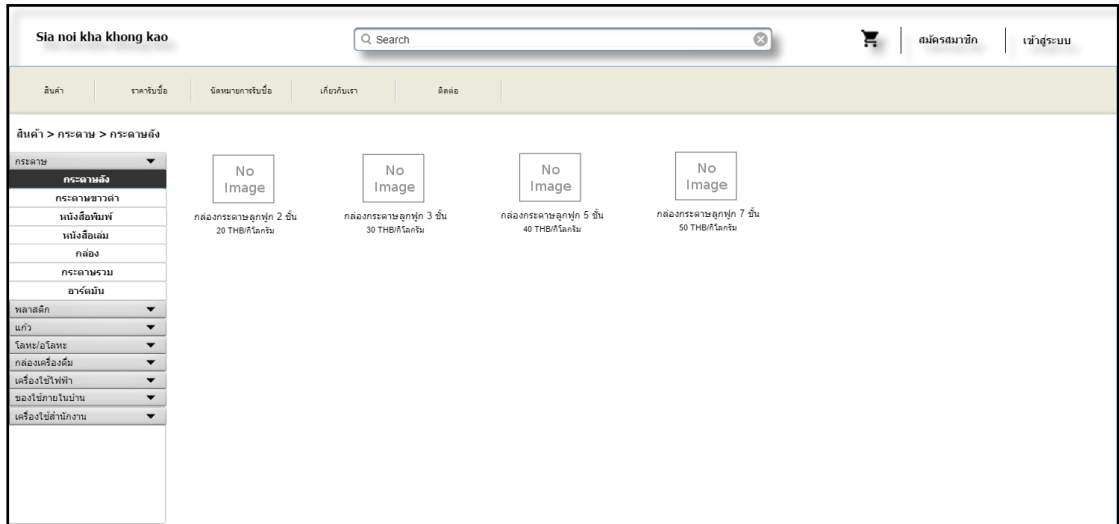 Sia noi kha khong kao
Search
สมัครสมาชิก
เข้าสู่ระบบ
สินค้า
ราคารับซื้อ
นัดหมายการรับซื้อ
เกี่ยวกับเรา
ติดต่อ
สินค้า > กระดาษ > กระดาษลัง
กระดาษ
กระดาษลัง
กระดาษขาวดำ
หนังสือพิมพ์
หนังสือเล่ม
กล่อง
กระดาษรวม
อาร์ตมัน
พลาสติก
แก้ว
โลหะ/อโลหะ
กล่องเครื่องดื่ม
เครื่องใช้ไฟฟ้า
ของใช้ภายในบ้าน
เครื่องใช้สำนักงาน
No
Image
กล่องกระดาษลูกฟูก 2 ชั้น
20 THB/กิโลกรัม
No
Image
กล่องกระดาษลูกฟูก 3 ชั้น
30 THB/กิโลกรัม
No
Image
กล่องกระดาษลูกฟูก 5 ชั้น
40 THB/กิโลกรัม
No
Image
กล่องกระดาษลูกฟูก 7 ชั้น
50 THB/กิโลกรัม